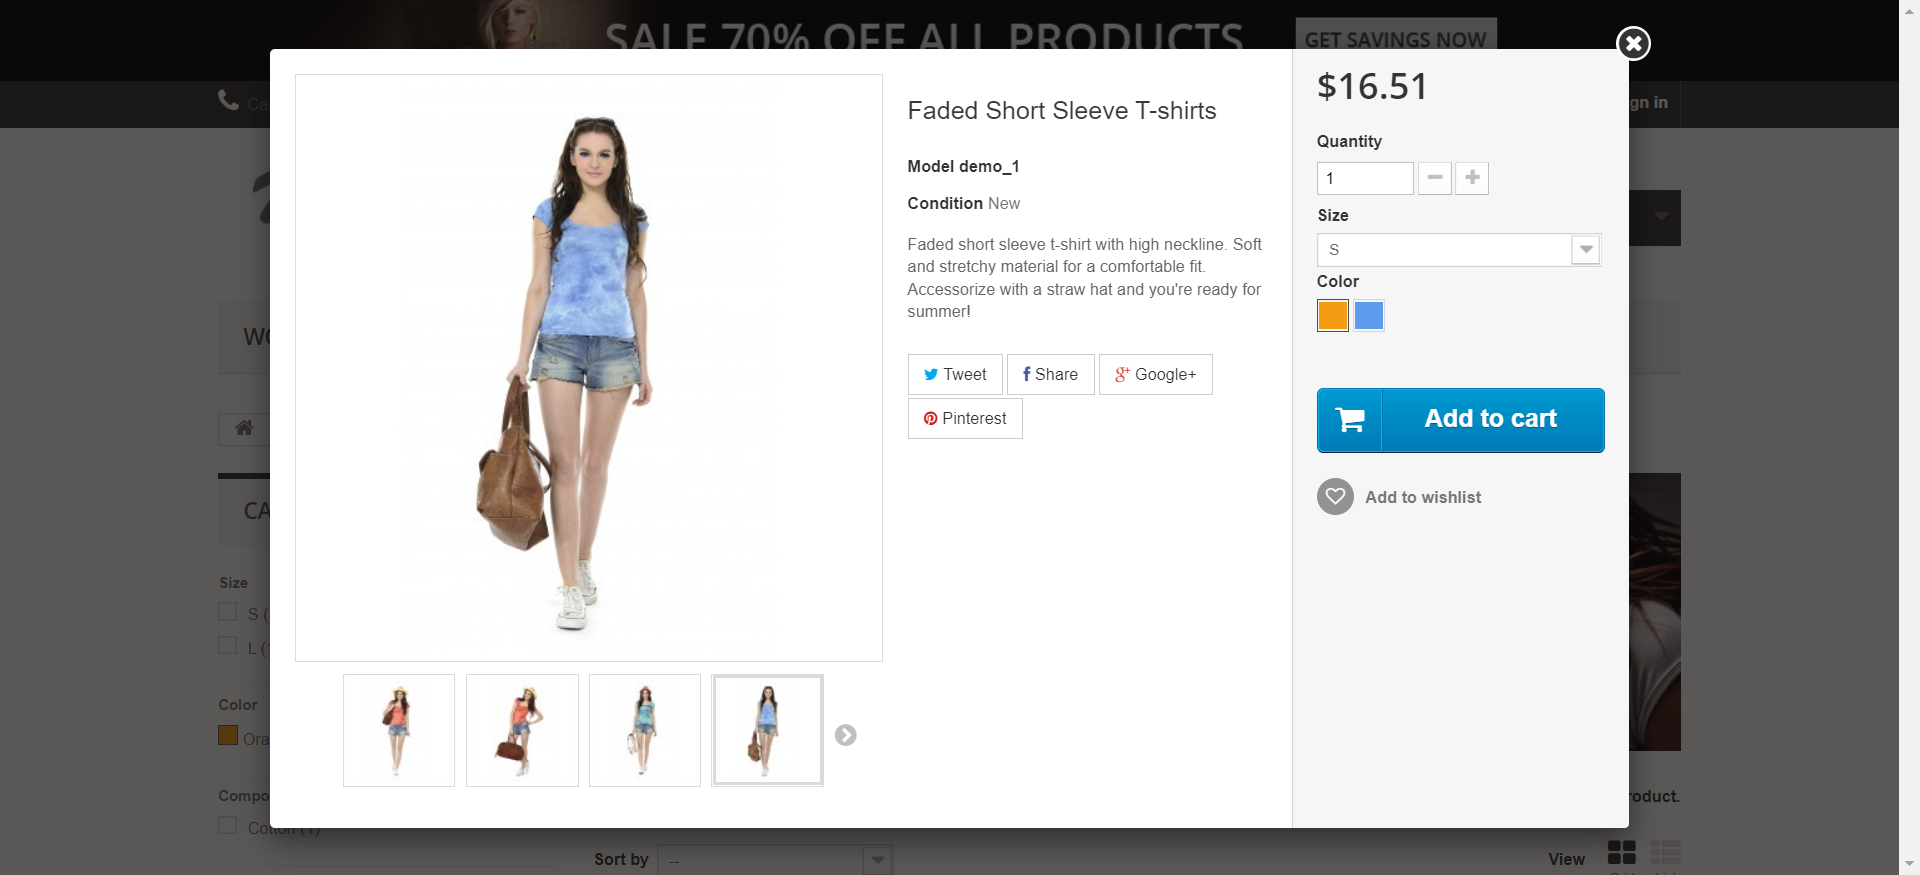 SALE 70% OFF ALL PRODUCTS
GET SAVINGS NOW
Ca
gn in
WO
CA
Size
S (
L (
Color
Ora
Compo
Cotton (1)
Sort by
--
View
roduct.
Faded Short Sleeve T-shirts
Model demo_1
Condition New
Faded short sleeve t-shirt with high neckline. Soft
and stretchy material for a comfortable fit.
Accessorize with a straw hat and you're ready for
summer!
Tweet
Share
Google+
Pinterest
$16.51
Quantity
1
Size
S
Color
Add to cart
Add to wishlist